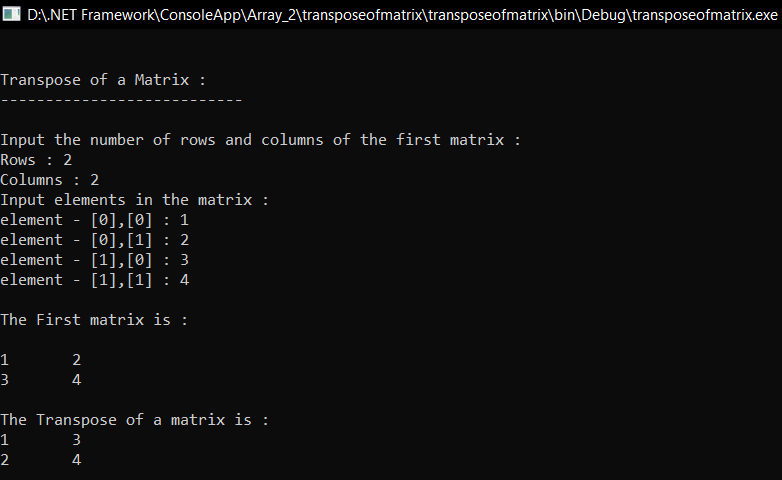 D:\.NET Framework\ConsoleApp\Array_2\transposeofmatrix\transposeofmatrix\bin\Debug\transposeofmatrix.exe
Transpose of a Matrix :
---------------------------
Input the number of rows and columns of the first matrix :
Rows : 2
Columns : 2
Input elements in the matrix :
element - [0],[0] : 1
element - [0],[1] : 2
element - [1],[0] : 3
element - [1],[1] : 4
The First matrix is :
1       2
3       4
The Transpose of a matrix is :
1       3
2       4